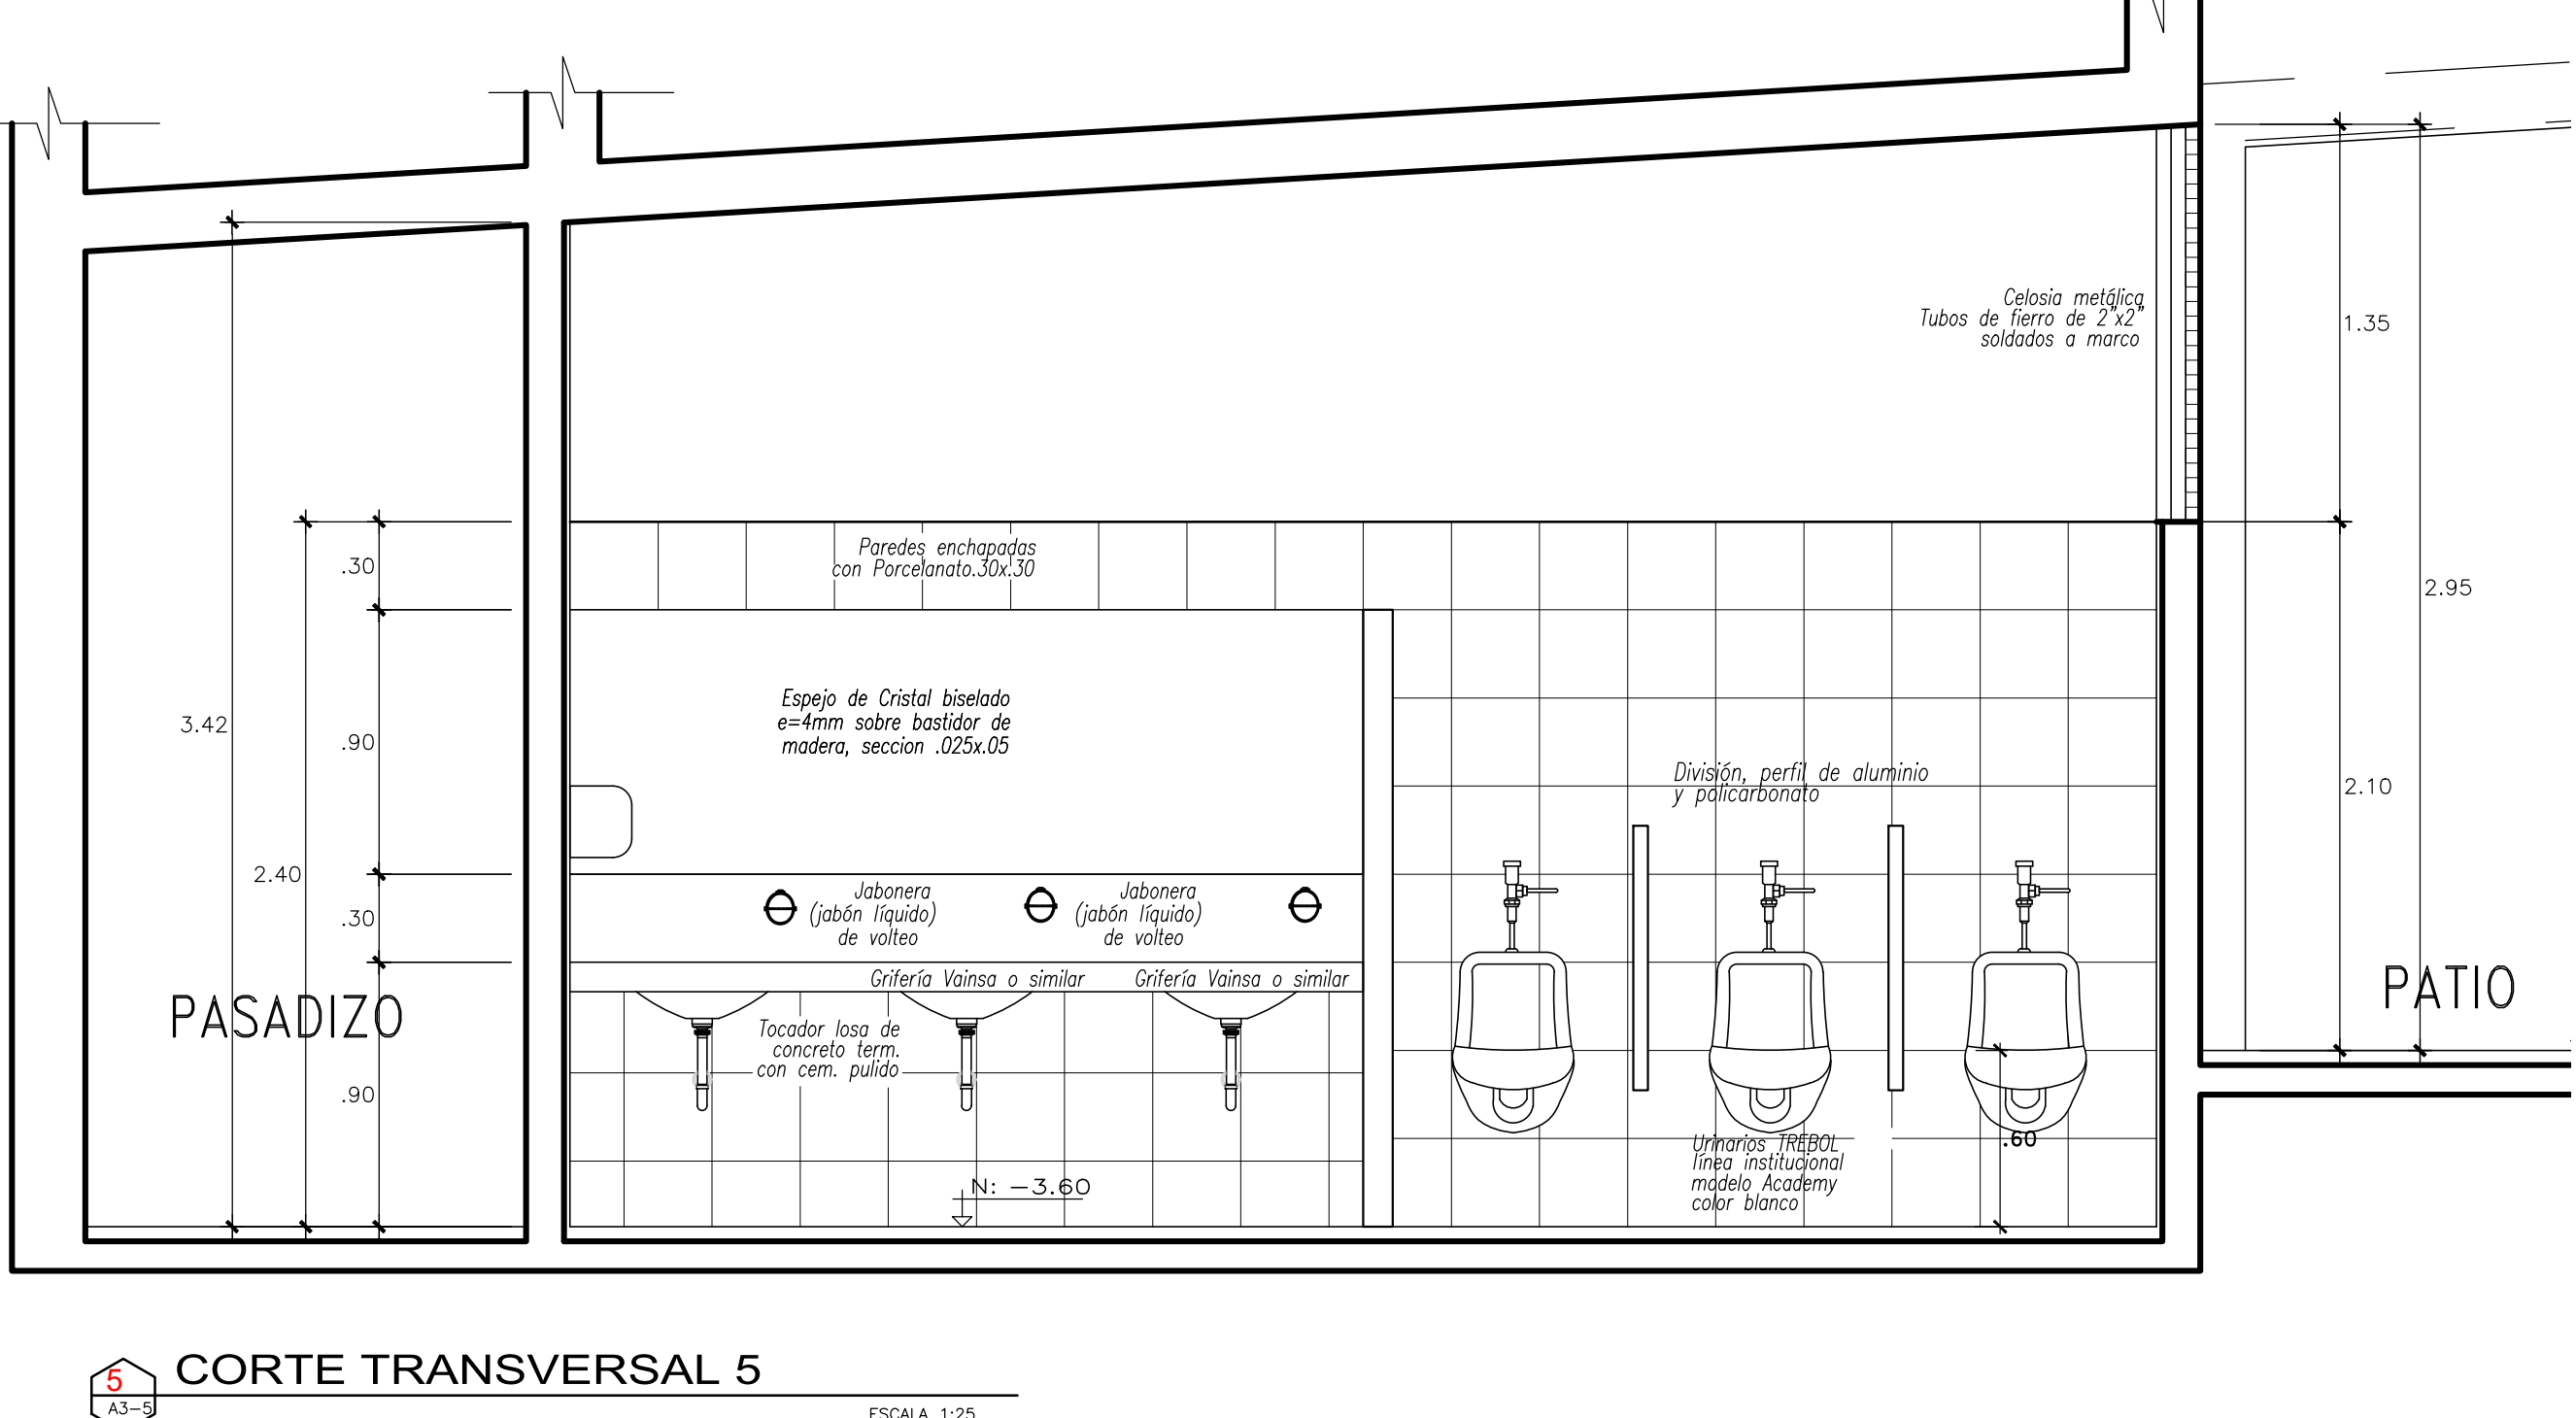 Celosia metálica
Tubos de fierro de 2"x2"
soldados a marco
1.35
.30
Paredes enchapadas
con Porcelanato.30x.30
2.95
3.42
.90
Espejo de Cristal biselado
e=4mm sobre bastidor de
madera, seccion .025x.05
División, perfil de aluminio
y policarbonato
2.10
2.40
.30
Jabonera
(jabón líquido)
de volteo
Jabonera
(jabón líquido)
de volteo
Grifería Vainsa o similar
Grifería Vainsa o similar
PASADIZO
PATIO
Tocador losa de
concreto term.
con cem. pulido
.90
Urinarios TREBOL
línea institucional
modelo Academy
color blanco
.60
N: -3.60
5
A3-5
CORTE TRANSVERSAL 5
ESCALA 1:25